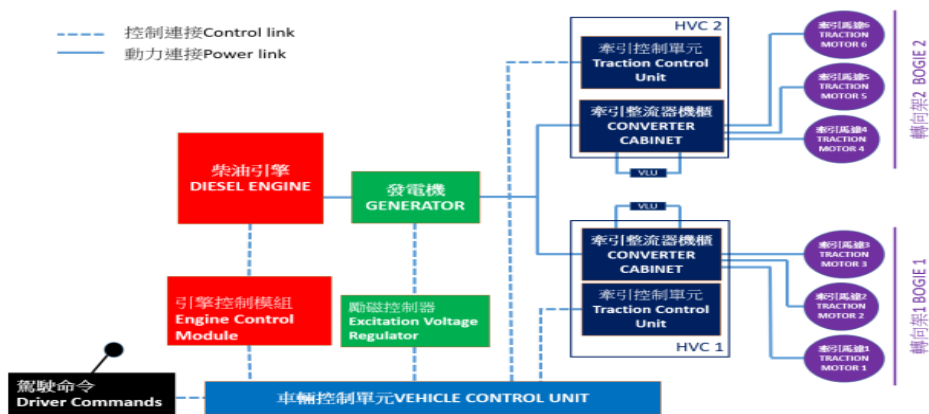 控制連接Control link
動力連接Power link
HVC 2
牽引控制單元
Traction Control
Unit
牽引整流器機櫃
CONVERTER
CABINET
VLU
牽引馬達6
TRACTION
MOTOR 6
牽引馬達5
TRACTION
MOTOR 5
牽引馬達4
TRACTION
MOTOR 4
轉向架2 BOGIE 2
柴油引擎
DIESEL ENGINE
發電機
GENERATOR
VLU
牽引整流器機櫃
CONVERTER
CABINET
牽引控制單元
Traction Control
Unit
HVC 1
牽引馬達3
TRACTION
MOTOR 3
牽引馬達2
TRACTION
MOTOR 2
牽引馬達1
TRACTION
MOTOR 1
轉向架1 BOGIE 1
引擎控制模組
Engine Control
Module
勵磁控制器
Excitation Voltage
Regulator
駕駛命令
Driver Commands
車輛控制單元VEHICLE CONTROL UNIT